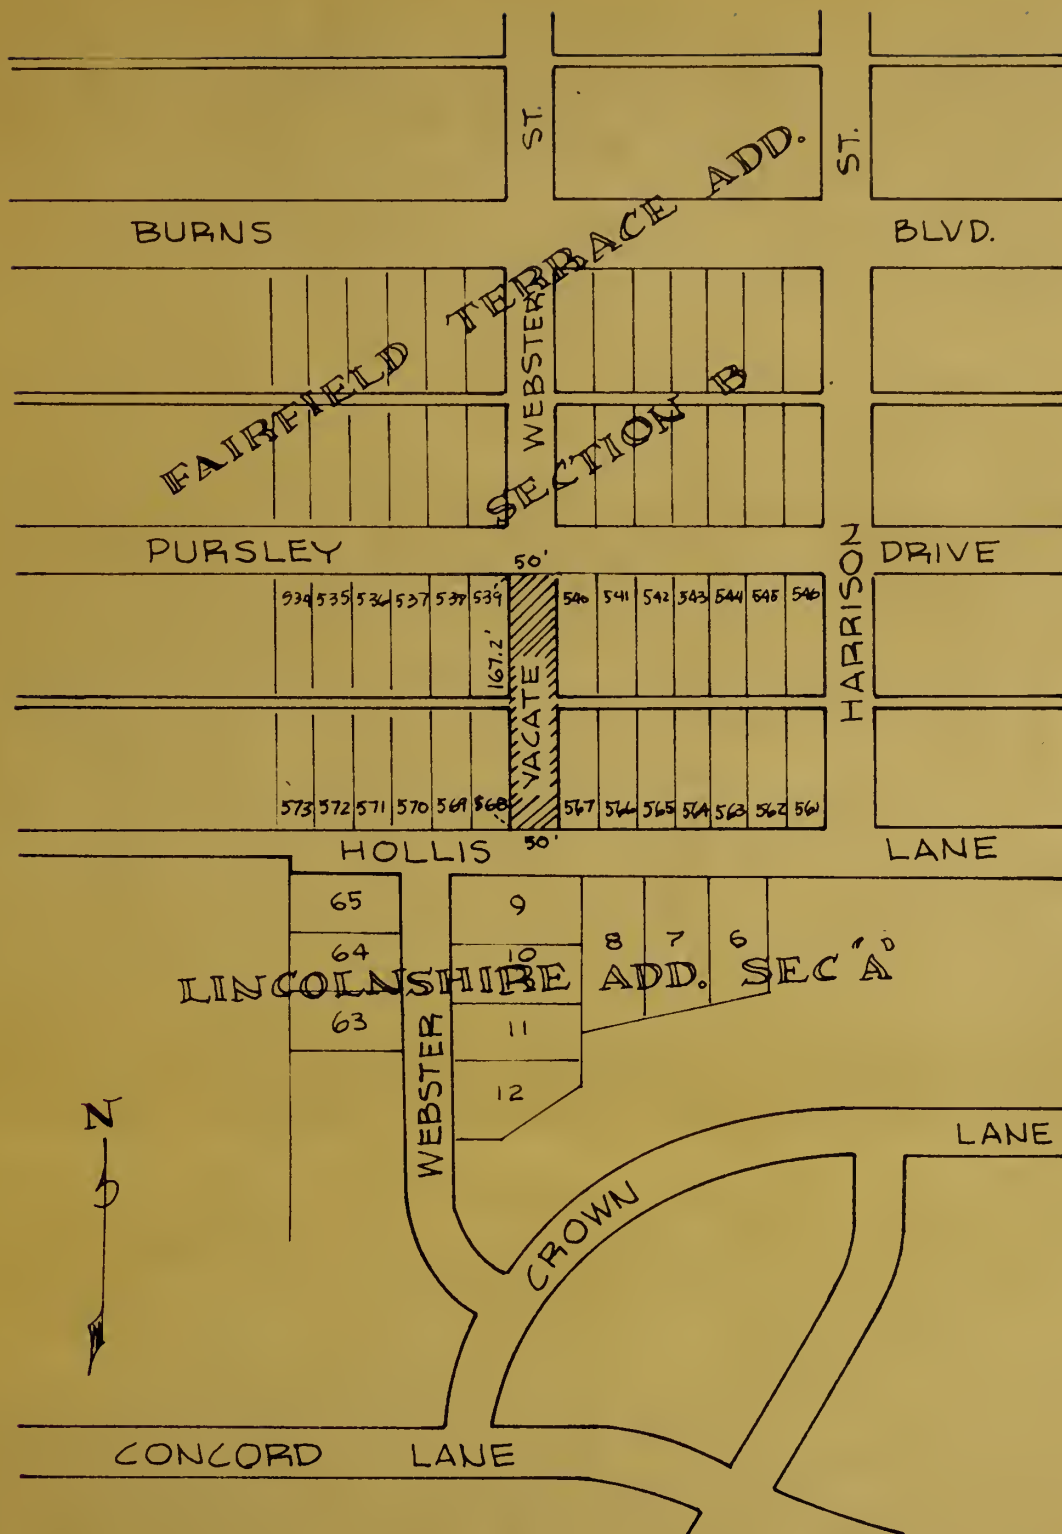 ST.
ST.
BURNS
BLVD.
FAIRFIELD TERRACE ADD.
WEBSTER
SECTION B
PURSLEY
DRIVE
HARRISON
50'
534 535 536 537 538 539
540 541 542 543 544 545 546
167.2'
VACATE
573 572 571 570 569 568
567 566 565 564 563 562 561
50'
HOLLIS
LANE
65
9
64
10
8
7
6
LINCOLNSHIRE ADD. SEC "A"
63
11
12
WEBSTER
N
LANE
CROWN
CONCORD LANE